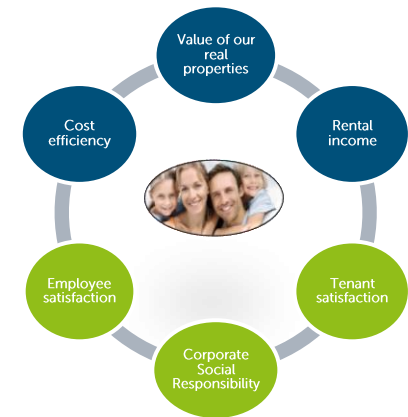 Value of our
real
properties
Rental
income
Tenant
satisfaction
Corporate
Social
Responsibility
Employee
satisfaction
Cost
efficiency